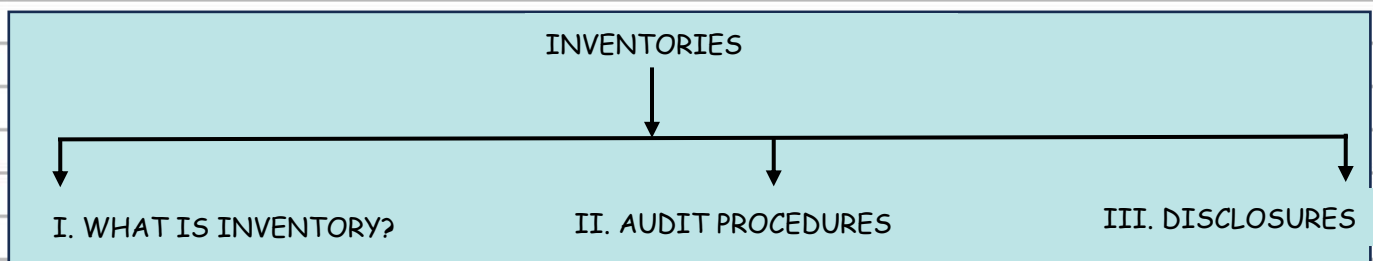 INVENTORIES
I. WHAT IS INVENTORY?
II. AUDIT PROCEDURES
III. DISCLOSURES